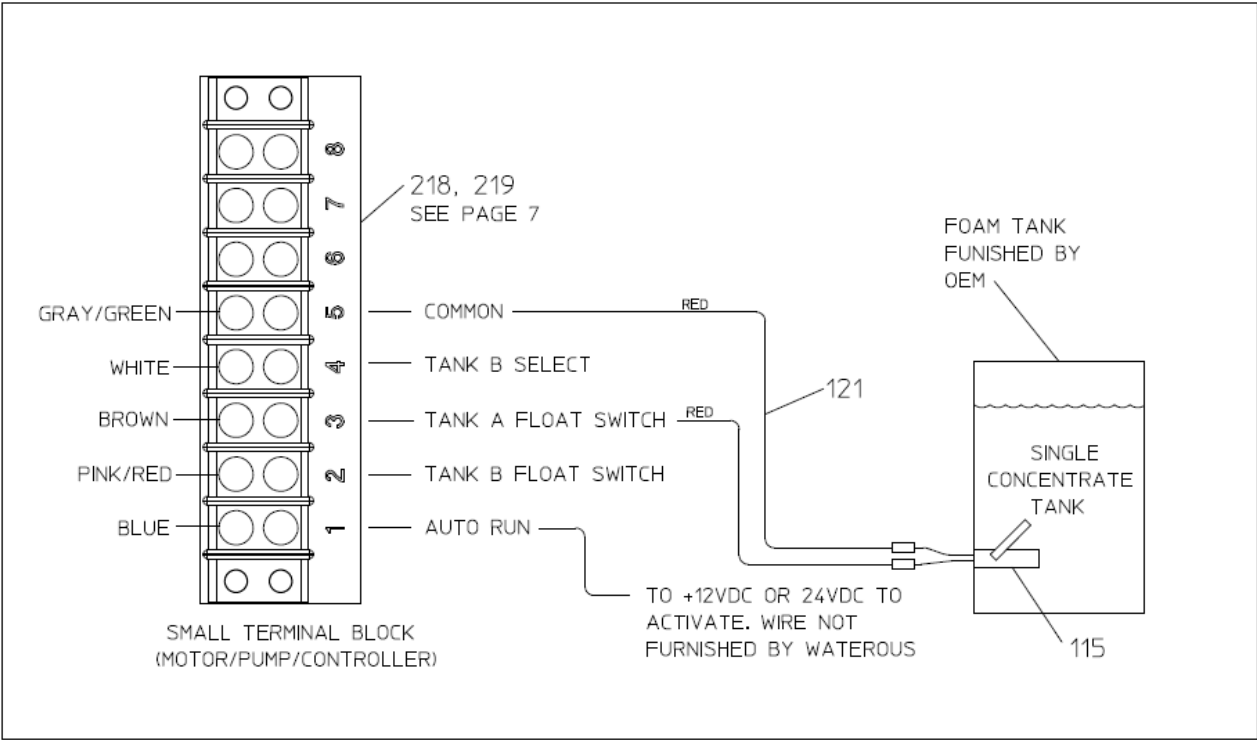 8
7
6
5
4
3
2
1
218, 219
SEE PAGE 7
GRAY/GREEN
WHITE
BROWN
PINK/RED
BLUE
COMMON
TANK B SELECT
TANK A FLOAT SWITCH
TANK B FLOAT SWITCH
AUTO RUN
RED
RED
121
FOAM TANK
FUNISHED BY
OEM
SINGLE
CONCENTRATE
TANK
115
TO +12VDC OR 24VDC TO
ACTIVATE. WIRE NOT
FURNISHED BY WATEROUS
SMALL TERMINAL BLOCK
(MOTOR/PUMP/CONTROLLER)